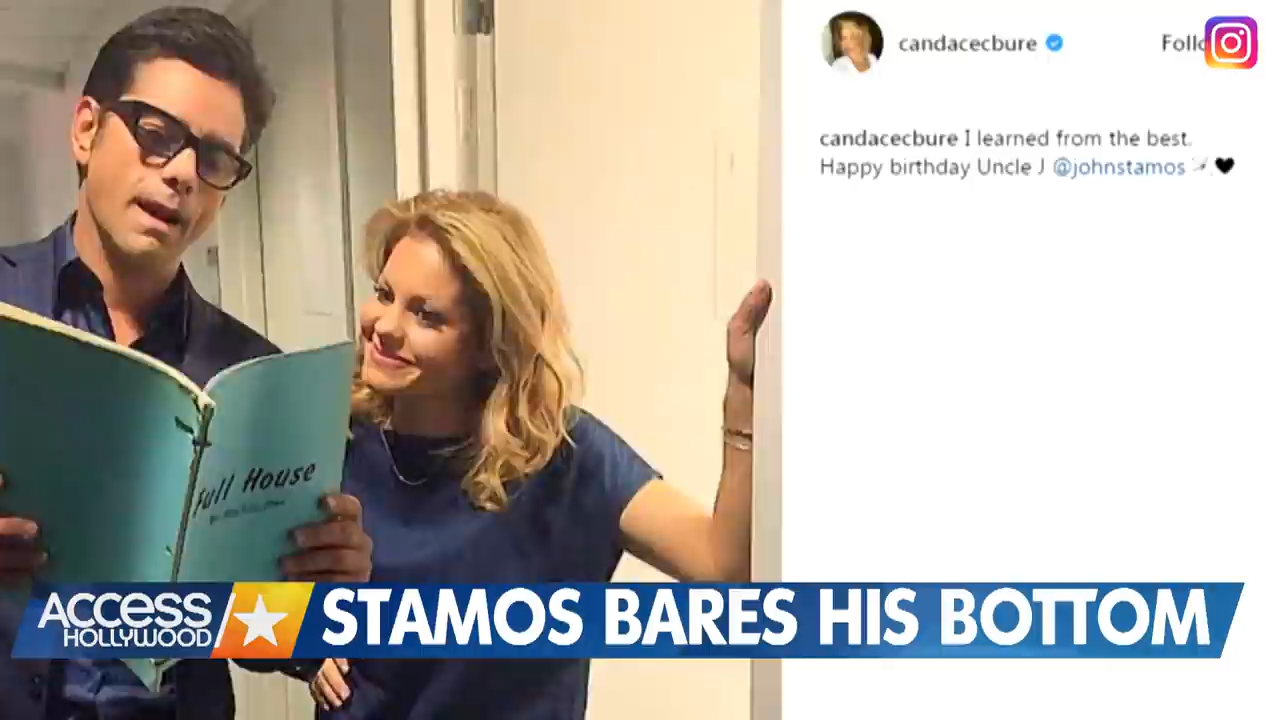 candacecbure
Follo
candacecbure I learned from the best.
Happy birthday Uncle J @johnstamos
Full House
ACCESS
HOLLYWOOD
STAMOS BARES HIS BOTTOM